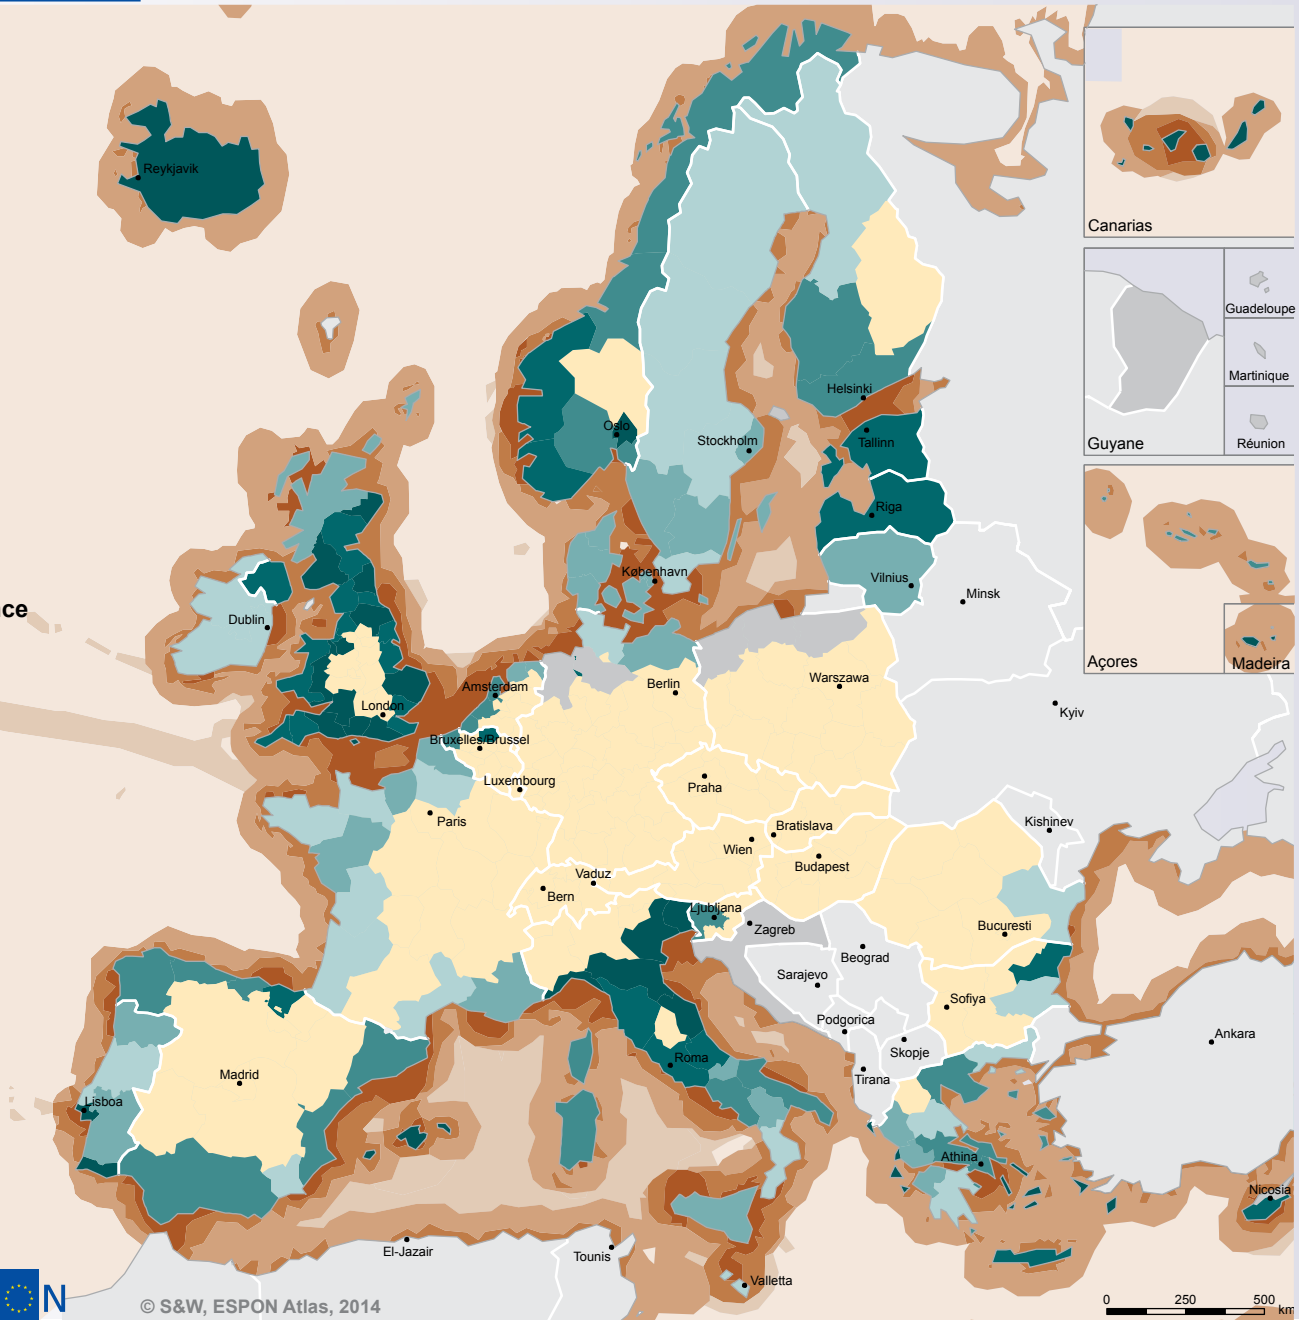 Reykjavik
Canarias
Guadeloupe
Martinique
Guyane
Réunion
Helsinki
Oslo
Stockholm
Tallinn
Riga
Açores
Madeira
København
Vilnius
Minsk
ce
Dublin
Amsterdam
Berlin
Warszawa
London
Kyiv
Bruxelles/Brussel
Luxembourg
Praha
Paris
Bratislava
Kishinev
Wien
Budapest
Vaduz
Bern
Ljubljana
Zagreb
Bucuresti
Beograd
Sarajevo
Sofiya
Podgorica
Ankara
Skopje
Roma
Madrid
Tirana
Lisboa
Athina
Nicosia
El-Jazair
Tounis
Valletta
N
© S&W, ESPON Atlas, 2014
0 250 500
km